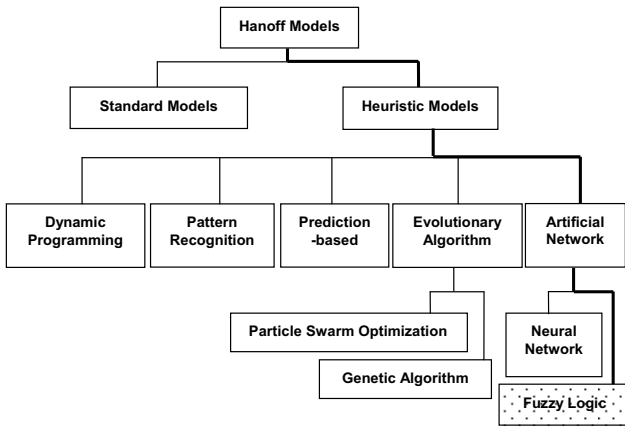 Hanoff Models
Standard Models
Heuristic Models
Dynamic
Programming
Pattern
Recognition
Prediction
-based
Evolutionary
Algorithm
Artificial
Network
Particle Swarm Optimization
Neural
Network
Genetic Algorithm
Fuzzy Logic